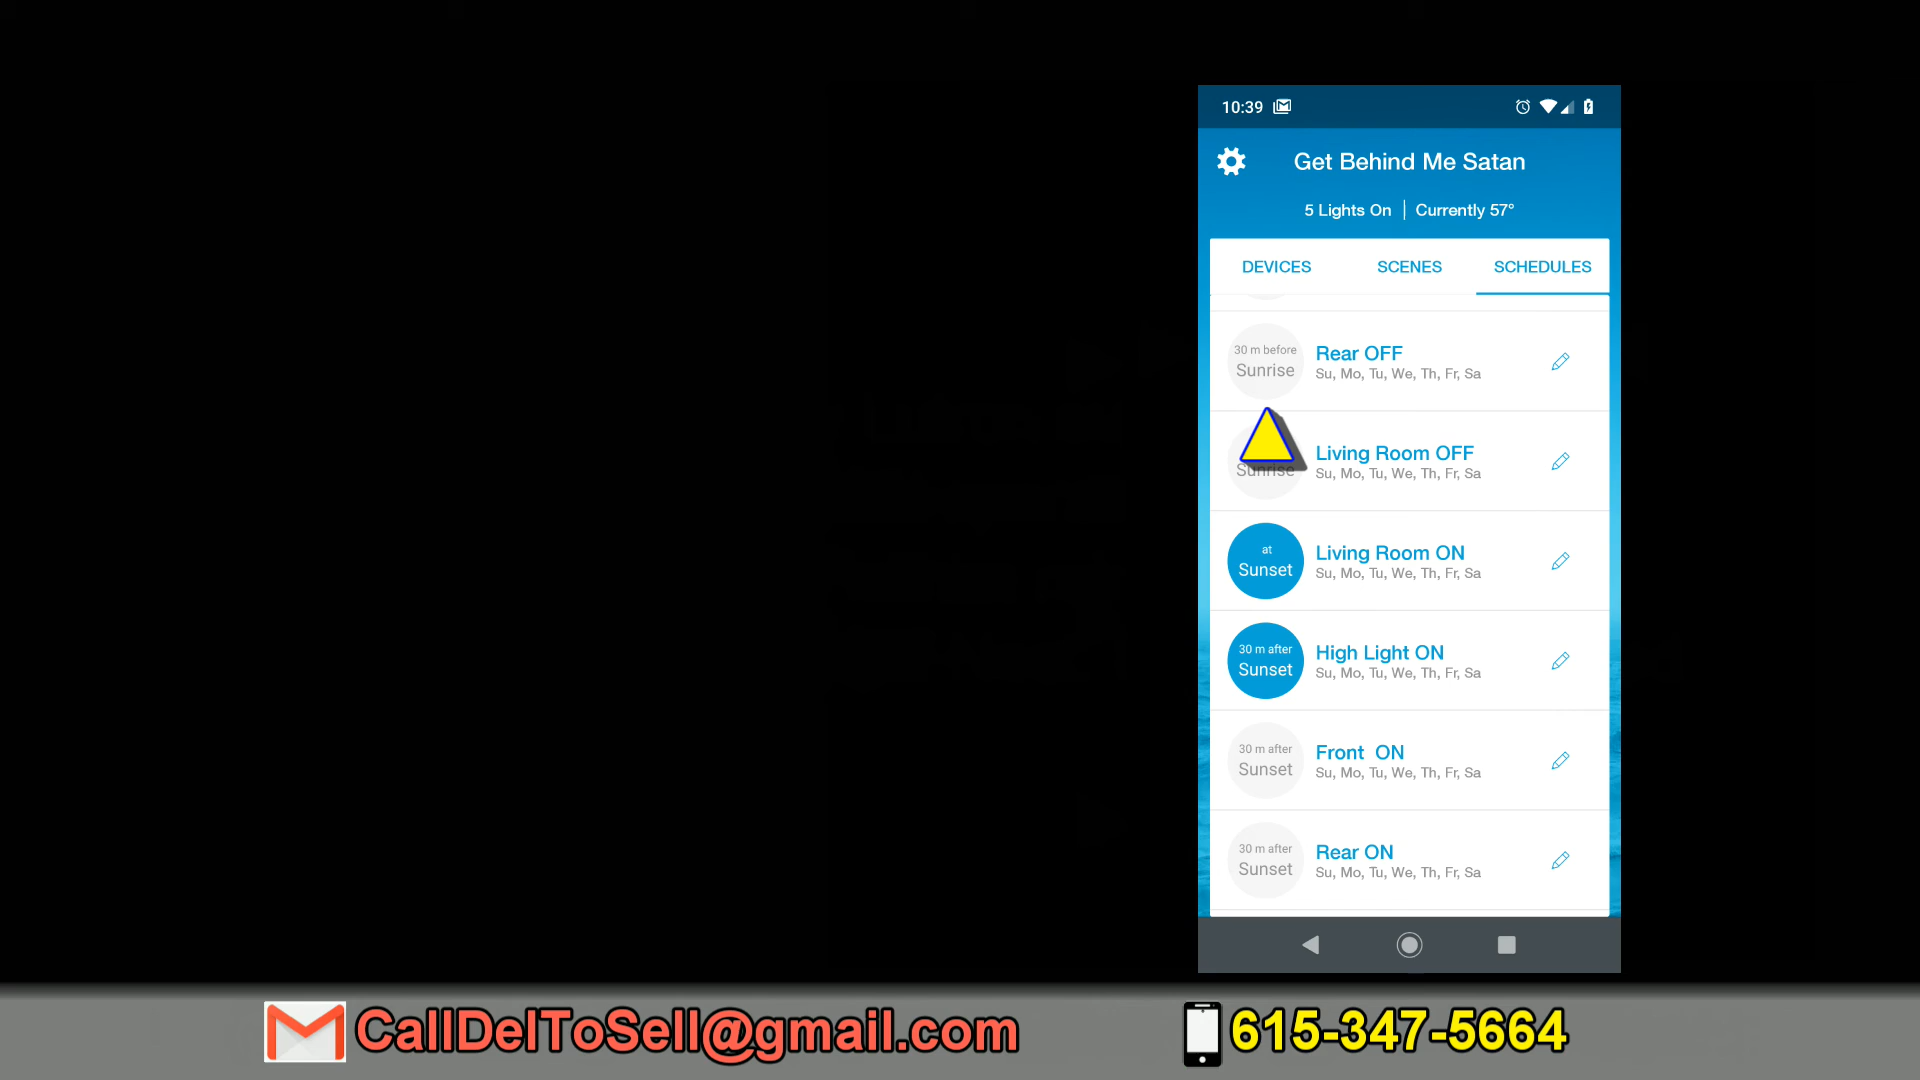 10:39
Get Behind Me Satan
5 Lights On | Currently 57°
DEVICES SCENES SCHEDULES
30 m before
Sunrise
Rear OFF
Su, Mo, Tu, We, Th, Fr, Sa
Sunrise
Living Room OFF
Su, Mo, Tu, We, Th, Fr, Sa
at
Sunset
Living Room ON
Su, Mo, Tu, We, Th, Fr, Sa
30 m after
Sunset
High Light ON
Su, Mo, Tu, We, Th, Fr, Sa
30 m after
Sunset
Front ON
Su, Mo, Tu, We, Th, Fr, Sa
30 m after
Sunset
Rear ON
Su, Mo, Tu, We, Th, Fr, Sa
CallDelToSell@gmail.com
615-347-5664